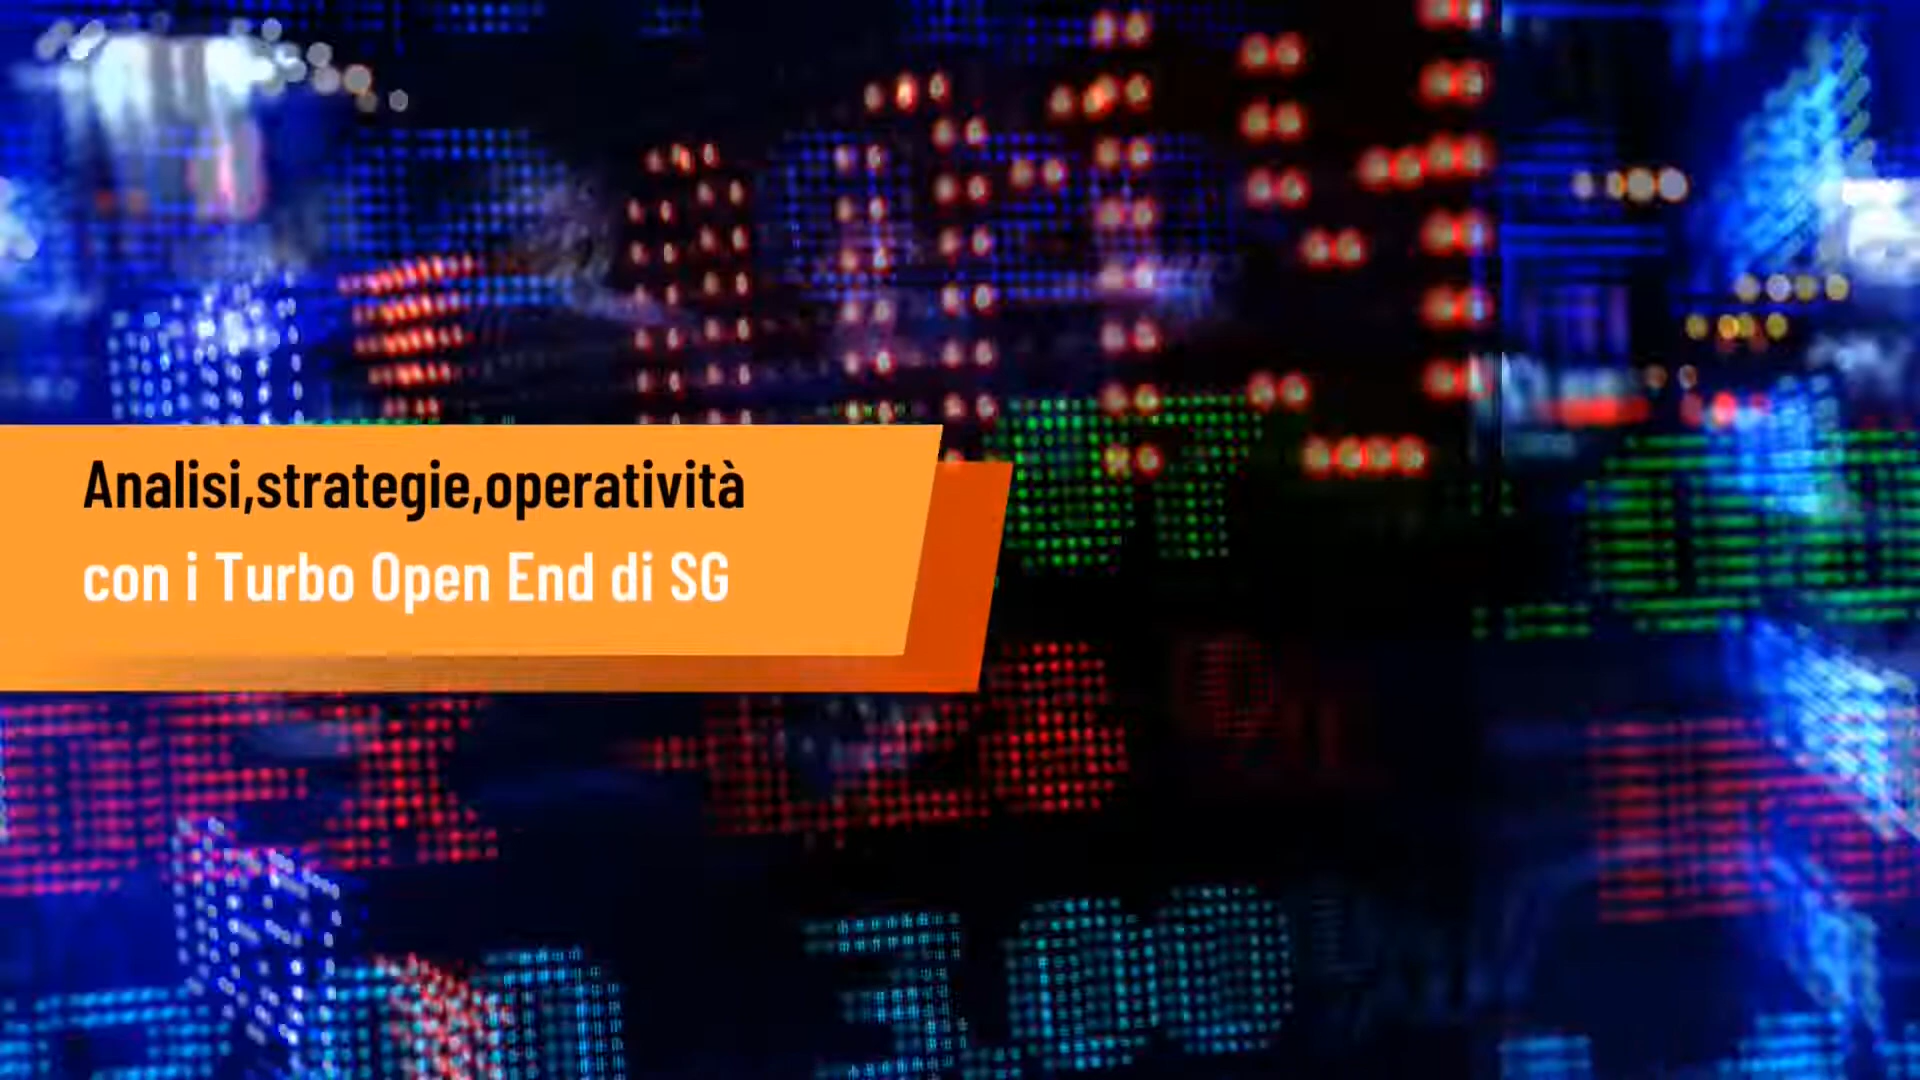 Analisi,strategie,operatività
con i Turbo Open End di SG